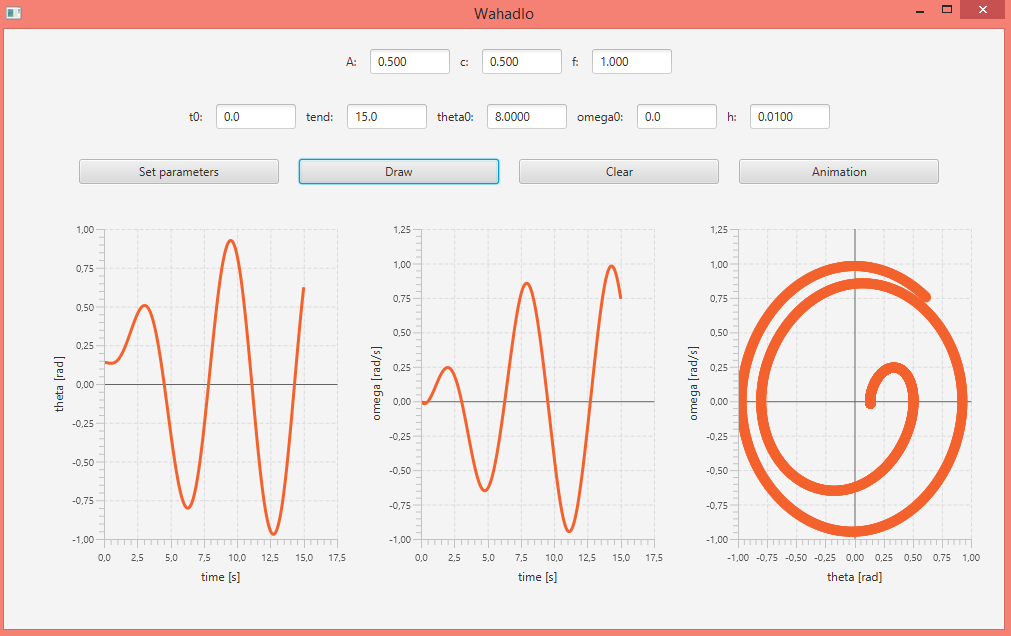 Wahadlo
A: 0.500 c: 0.500 f: 1.000
t0: 0.0 tend: 15.0 theta0: 8.0000 omega0: 0.0 h: 0.0100
Set parameters Draw Clear Animation
1,00
0,75
0,50
0,25
0,00
-0,25
-0,50
-0,75
-1,00
theta [rad]
0,0 2,5 5,0 7,5 10,0 12,5 15,0 17,5
time [s]
1,25
1,00
0,75
0,50
0,25
0,00
-0,25
-0,50
-0,75
-1,00
omega [rad/s]
0,0 2,5 5,0 7,5 10,0 12,5 15,0 17,5
time [s]
1,25
1,00
0,75
0,50
0,25
0,00
-0,25
-0,50
-0,75
-1,00
omega [rad/s]
-1,00 -0,75 -0,50 -0,25 0,00 0,25 0,50 0,75 1,00
theta [rad]